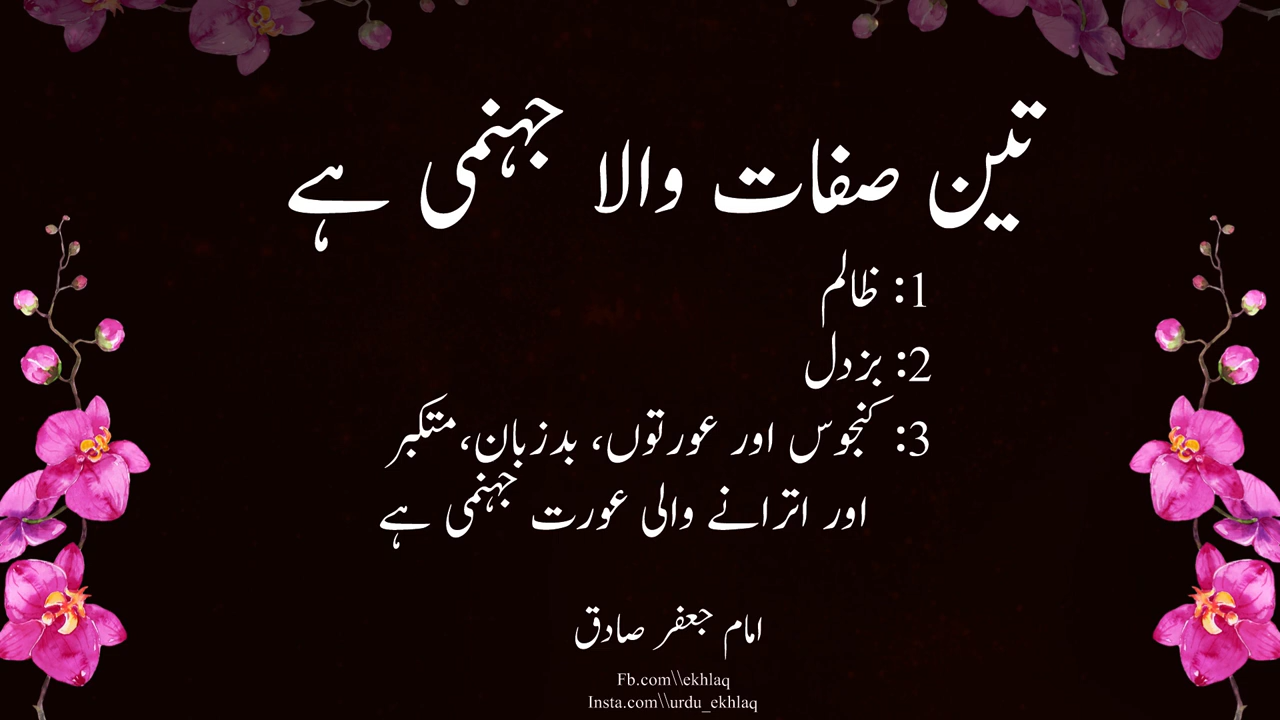 تین صفات والا جہنمی ہے
1: ظالم
2: بزدل
3: کنجوس اور عورتوں، بدزبان،متکبر
اور اترانے والی عورت جہنمی ہے
امام جعفر صادق
Fb.com\\ekhlaq
Insta.com\\urdu_ekhlaq